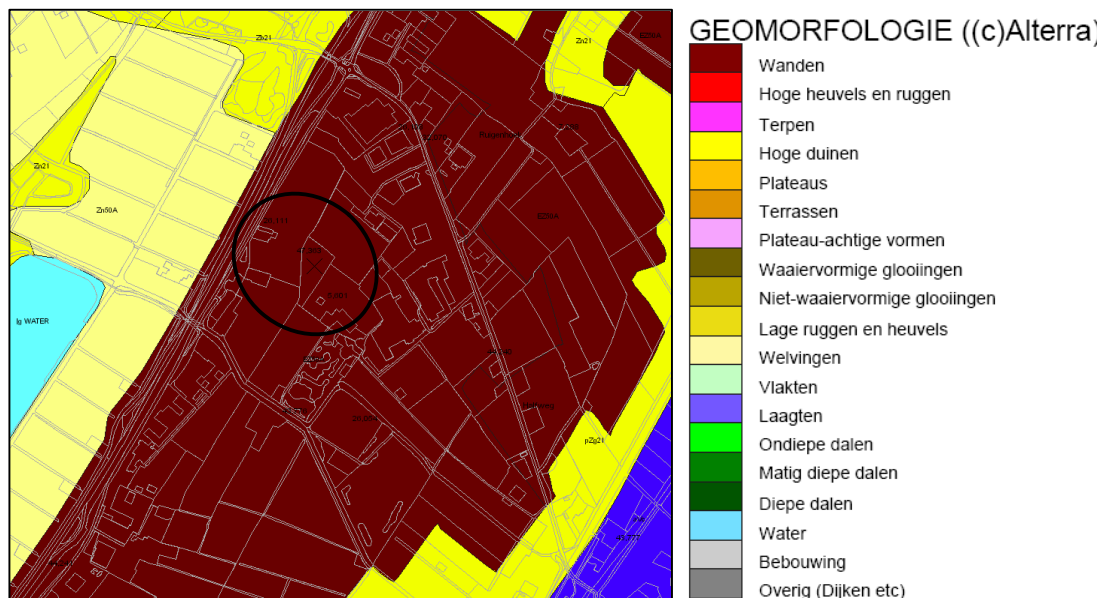 GEOMORFOLOGIE ((c)Alterra)
Wanden
Hoge heuvels en ruggen
Terpen
Hoge duinen
Plateaus
Terrassen
Plateau-achtige vormen
Waaiervormige glooiingen
Niet-waaiervormige glooiingen
Lage ruggen en heuvels
Welvingen
Vlakten
Laagten
Ondiepe dalen
Matig diepe dalen
Diepe dalen
Water
Bebouwing
Overig (Dijken etc)
Zn21
Zn21
Zn50A
lg WATER
pZg21